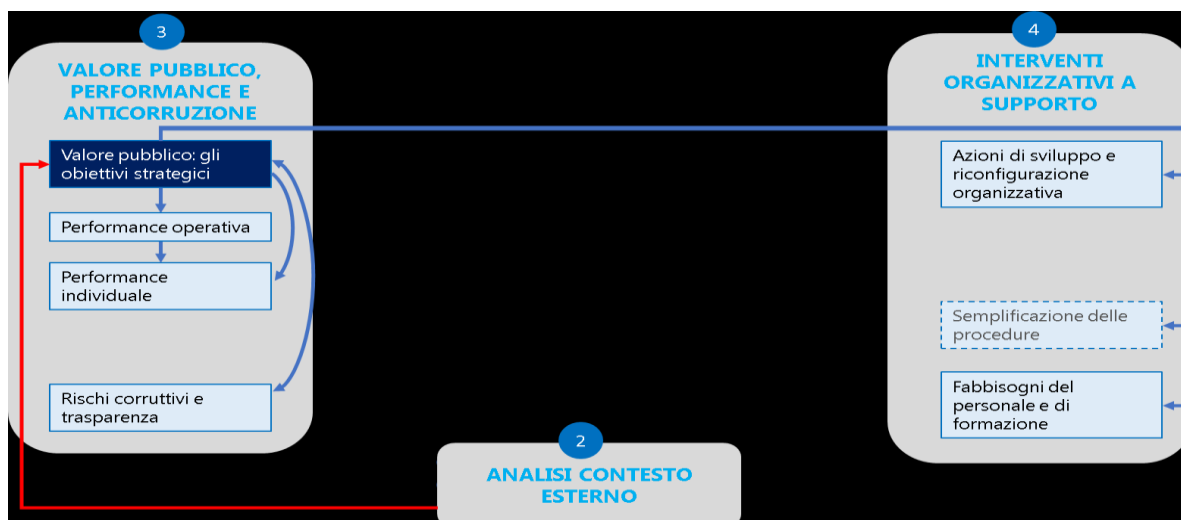 3
VALORE PUBBLICO,
PERFORMANCE E
ANTICORRUZIONE
Valore pubblico: gli
obiettivi strategici
Performance operativa
Performance
individuale
Rischi corruttivi e
trasparenza
2
ANALISI CONTESTO
ESTERNO
4
INTERVENTI
ORGANIZZATIVI A
SUPPORTO
Azioni di sviluppo e
riconfigurazione
organizzativa
Semplificazione delle
procedure
Fabbisogni del
personale e di
formazione